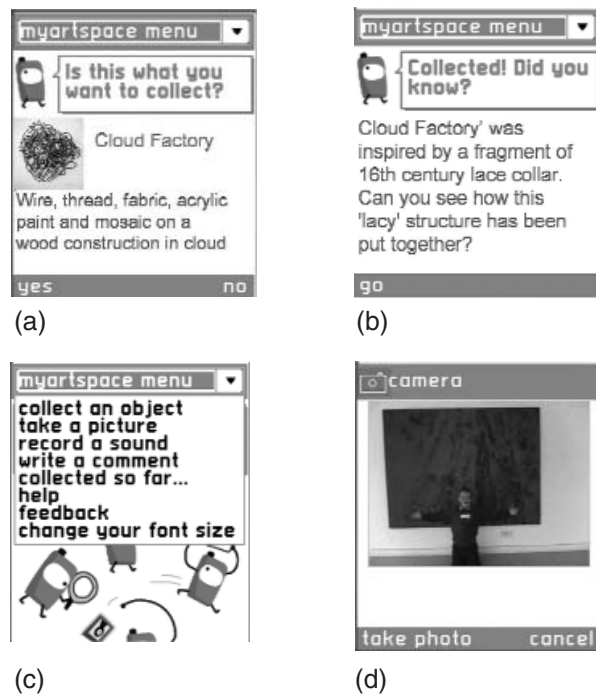 myartspace menu
Is this what you
want to collect?
Cloud Factory
Wire, thread, fabric, acrylic
paint and mosaic on a
wood construction in cloud
yes no
(a)
myartspace menu
Collected! Did you
know?
Cloud Factory' was
inspired by a fragment of
16th century lace collar.
Can you see how this
'lacy' structure has been
put together?
go
(b)
myartspace menu
collect an object
take a picture
record a sound
write a comment
collected so far...
help
feedback
change your font size
(c)
camera
take photo cancel
(d)